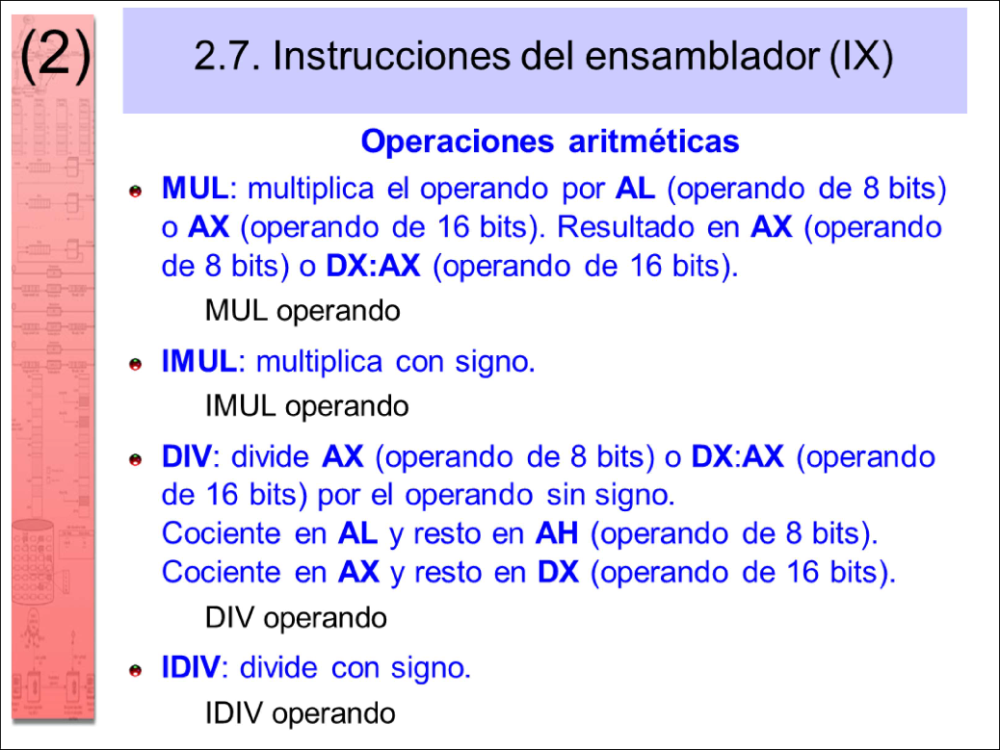 (2)
2.7. Instrucciones del ensamblador (IX)
Operaciones aritméticas
MUL: multiplica el operando por AL (operando de 8 bits)
o AX (operando de 16 bits). Resultado en AX (operando
de 8 bits) o DX:AX (operando de 16 bits).
MUL operando
IMUL: multiplica con signo.
IMUL operando
DIV: divide AX (operando de 8 bits) o DX:AX (operando
de 16 bits) por el operando sin signo.
Cociente en AL y resto en AH (operando de 8 bits).
Cociente en AX y resto en DX (operando de 16 bits).
DIV operando
IDIV: divide con signo.
IDIV operando